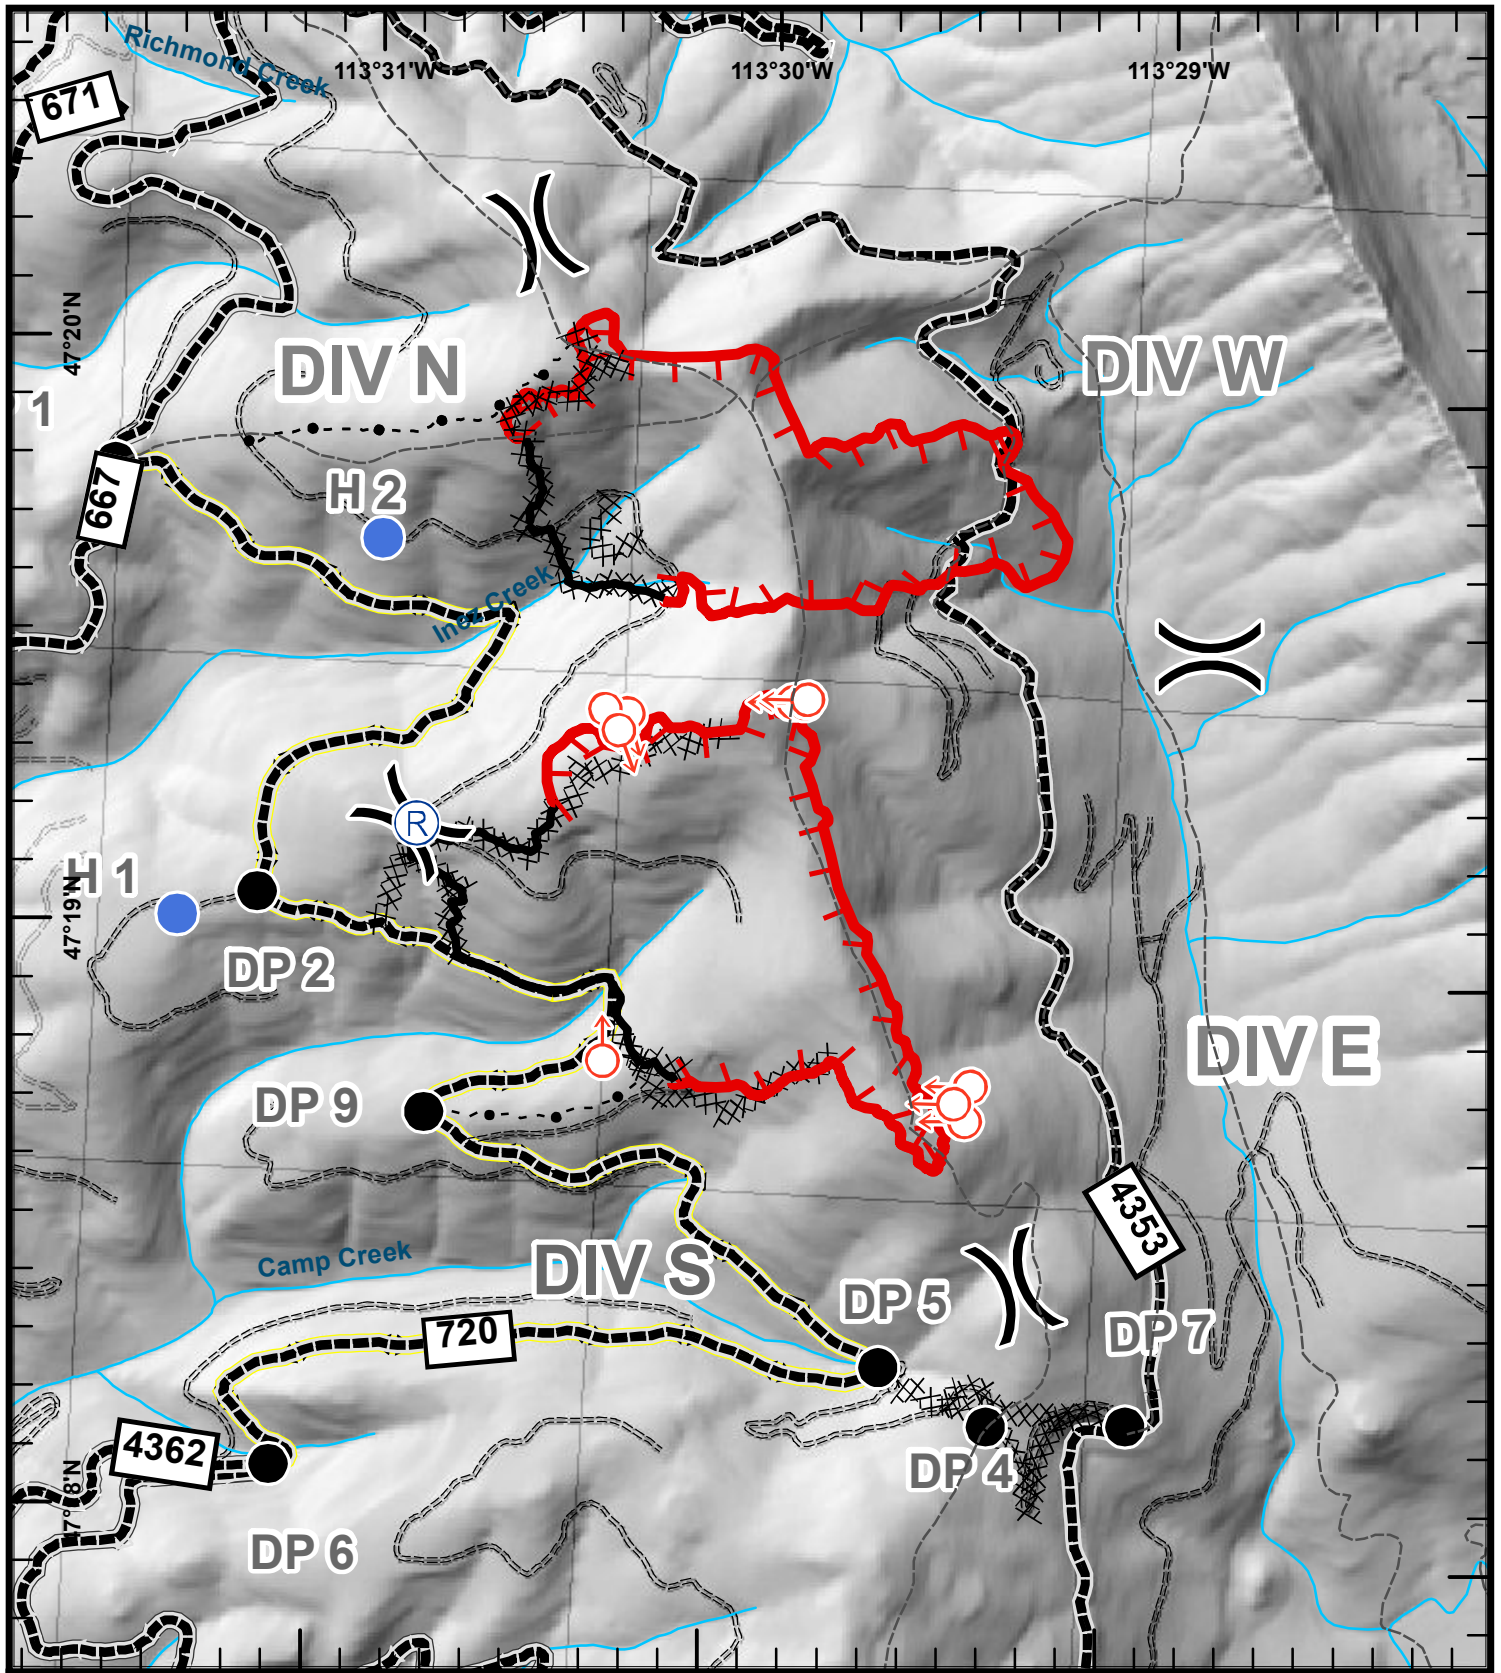 Richmond Creek
113°31'W
113°30'W
113°29'W
671
47°20'N
DIV N
DIV W
1
H 2
667
Inez Creek
R
H 1
47°19'N
DP 2
DIV E
DP 9
4353
Camp Creek
DIV S
DP 5
720
DP 7
4362
DP 4
DP 6